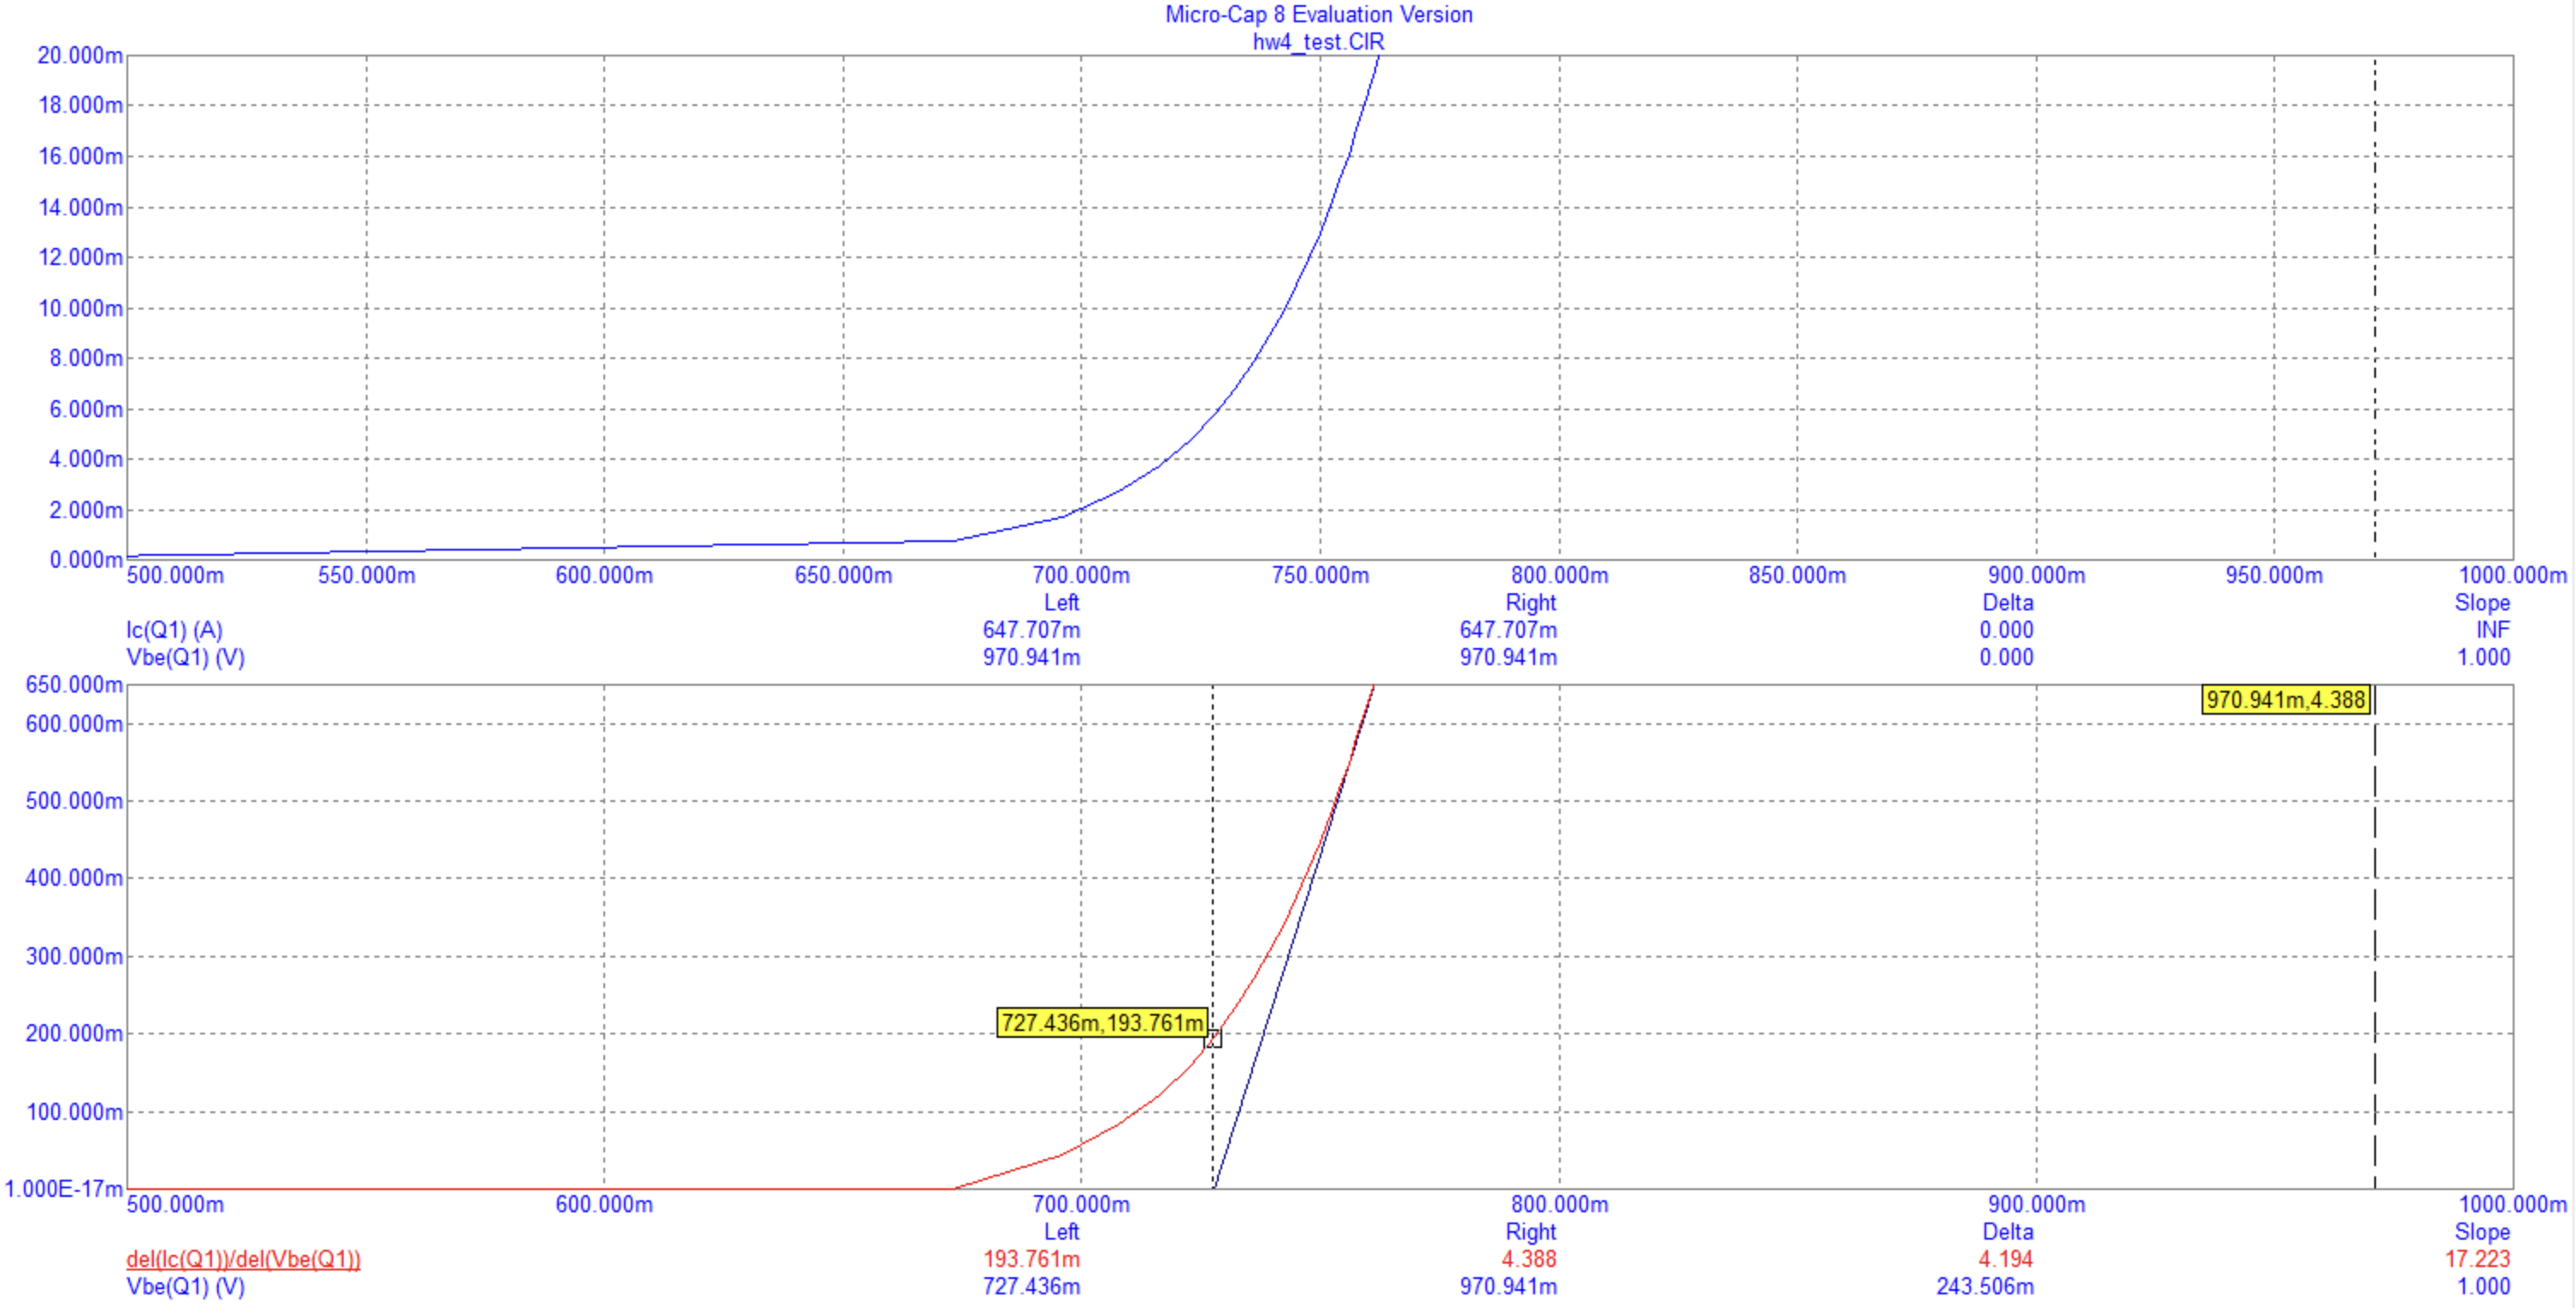 Micro-Cap 8 Evaluation Version
hw4_test.CIR
20.000m
18.000m
16.000m
14.000m
12.000m
10.000m
8.000m
6.000m
4.000m
2.000m
0.000m
500.000m 550.000m 600.000m 650.000m 700.000m 750.000m 800.000m 850.000m 900.000m 950.000m 1000.000m
Left Right Delta Slope
Ic(Q1) (A) 647.707m 647.707m 0.000 INF
Vbe(Q1) (V) 970.941m 970.941m 0.000 1.000
650.000m
970.941m,4.388
600.000m
500.000m
400.000m
300.000m
727.436m,193.761m
200.000m
100.000m
1.000E-17m
500.000m 600.000m 700.000m 800.000m 900.000m 1000.000m
Left Right Delta Slope
del(Ic(Q1))/del(Vbe(Q1)) 193.761m 4.388 4.194 17.223
Vbe(Q1) (V) 727.436m 970.941m 243.506m 1.000